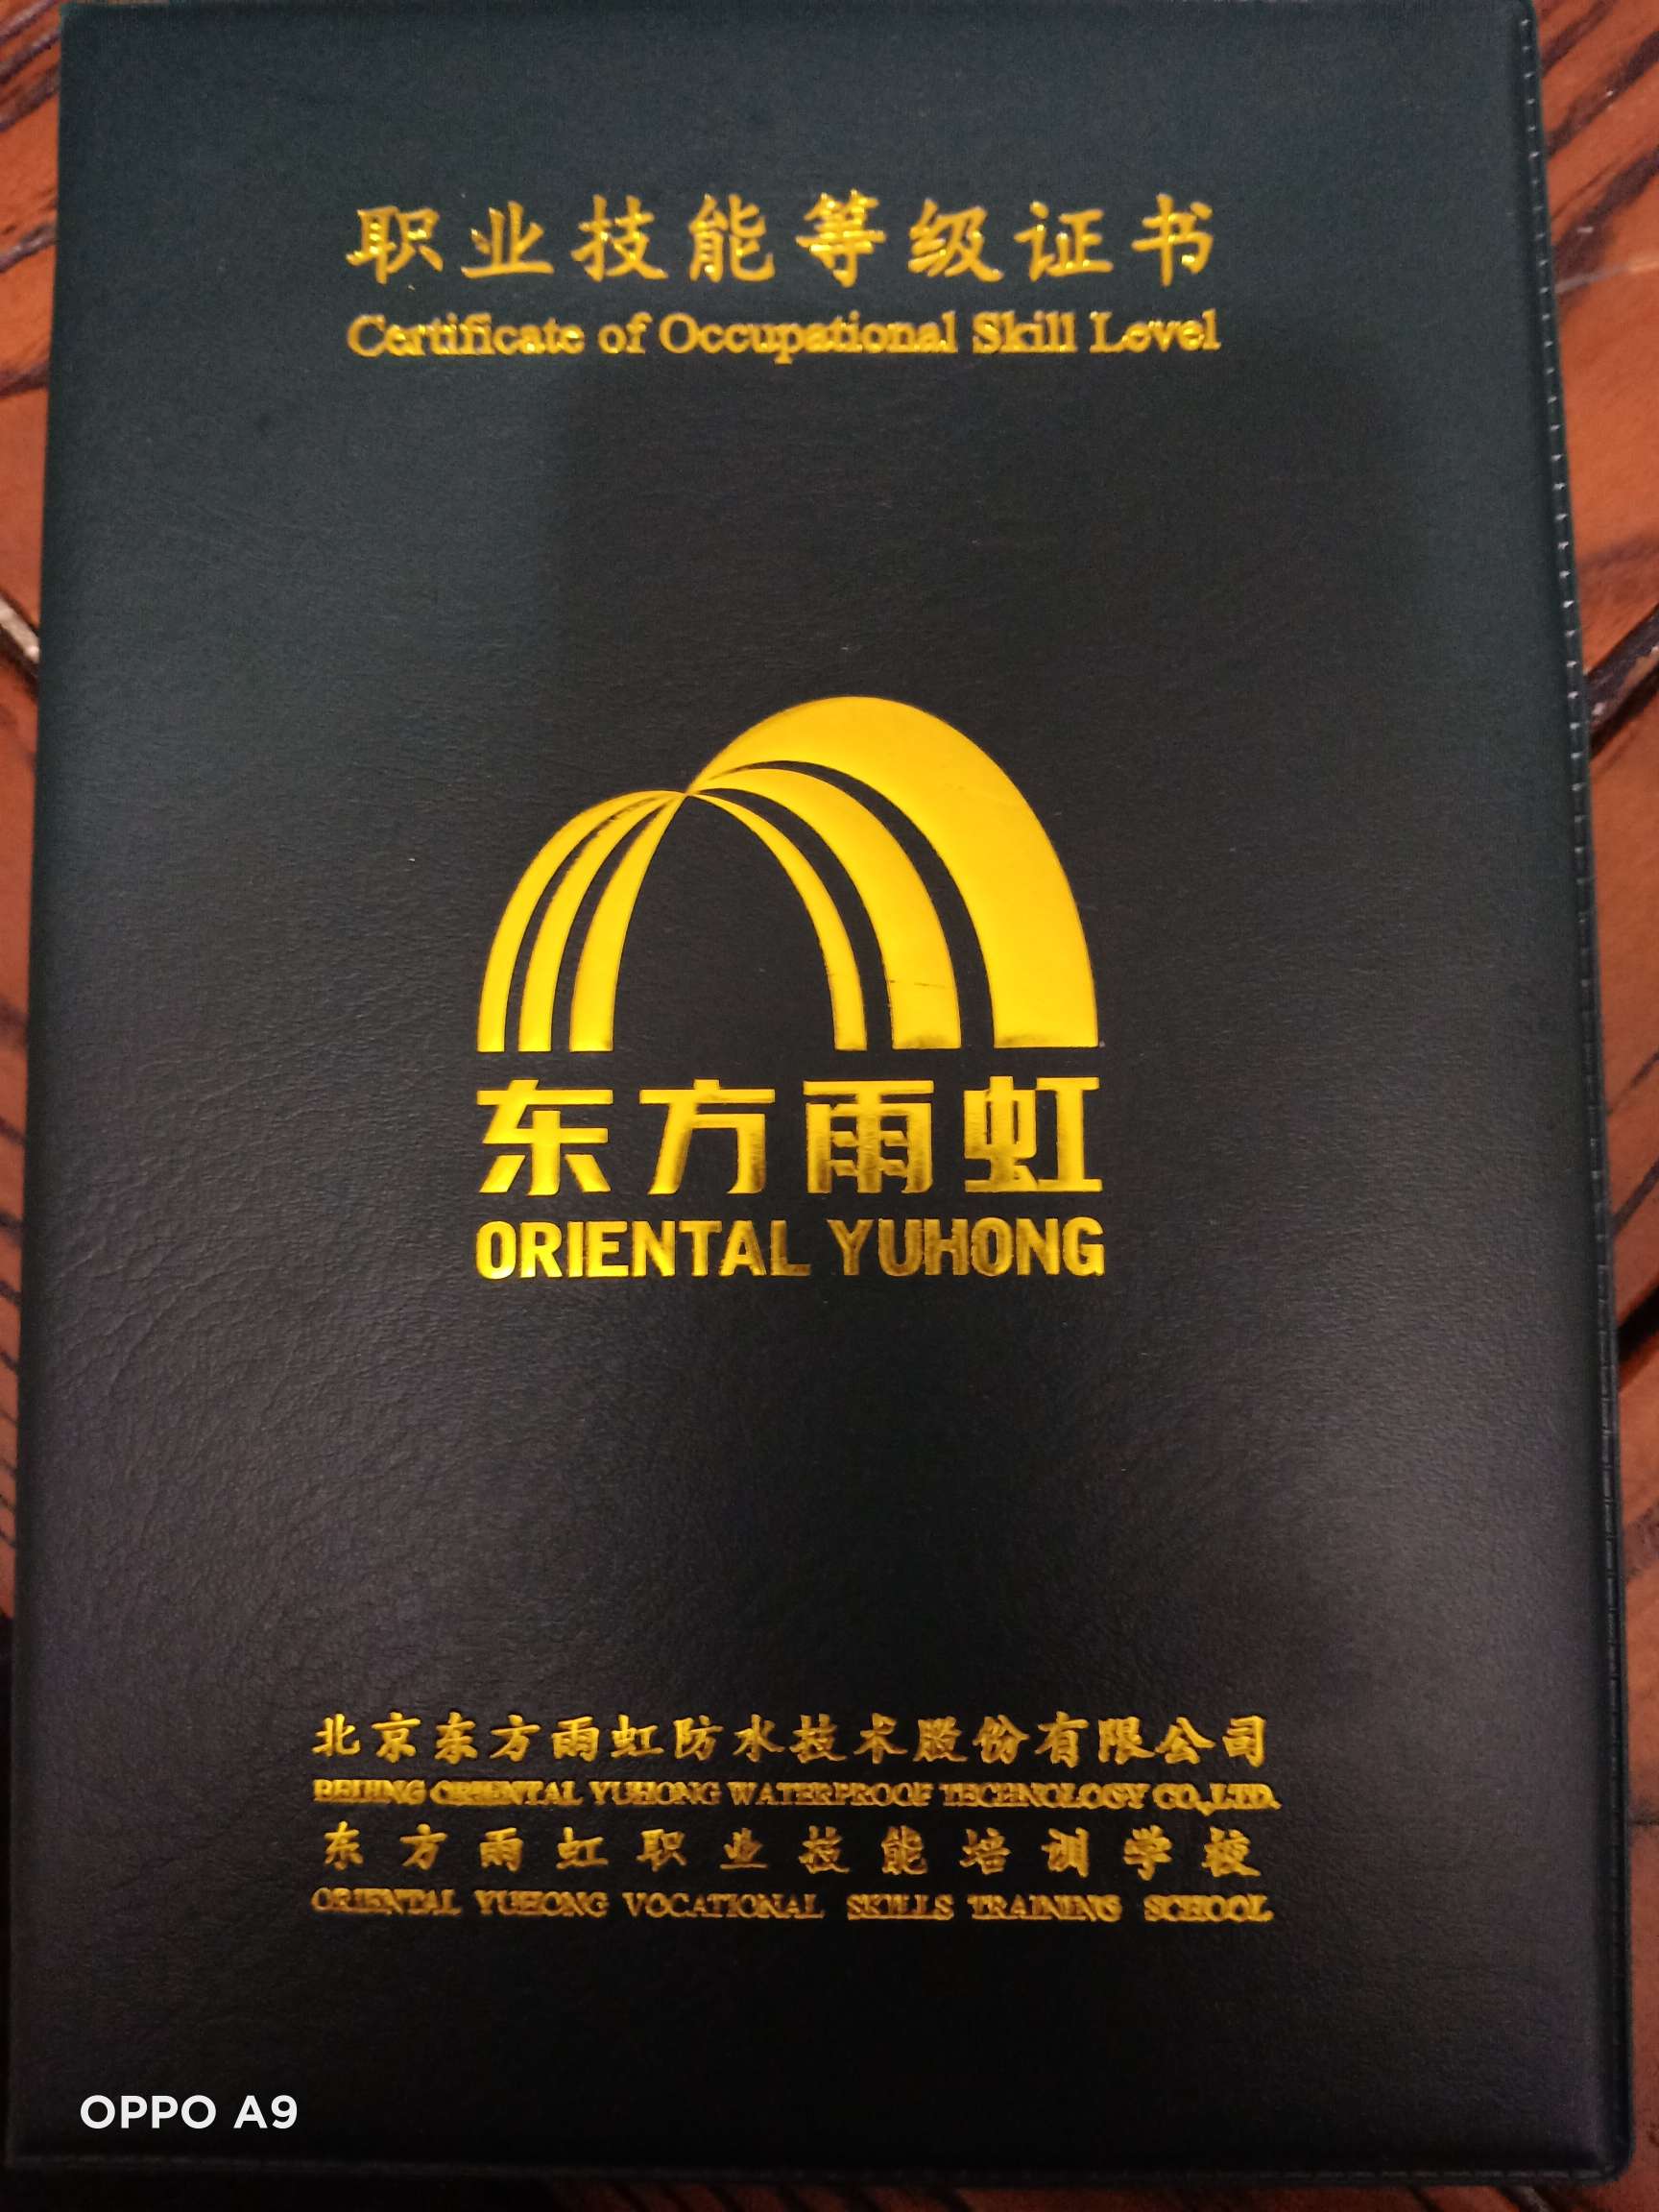 职业技能等级证书
Certificate of Occupational Skill Level
东方雨虹
ORIENTAL YUHONG
北京东方雨虹防水技术股份有限公司
BEIJING ORIENTAL YUHONG WATERPROOF TECHNOLOGY CO.,LTD.
东方雨虹职业技能培训学校
ORIENTAL YUHONG VOCATIONAL SKILLS TRAINING SCHOOL
OPPO A9